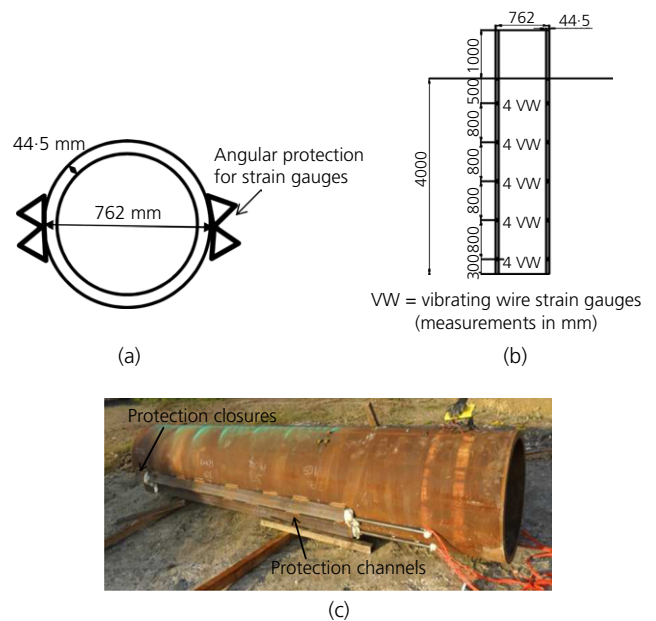 44·5 mm
762 mm
Angular protection
for strain gauges
(a)
762
44·5
1000
500
4 VW
800
4 VW
800
4 VW
4000
800
4 VW
800
4 VW
300
VW = vibrating wire strain gauges
(measurements in mm)
(b)
Protection closures
Protection channels
(c)